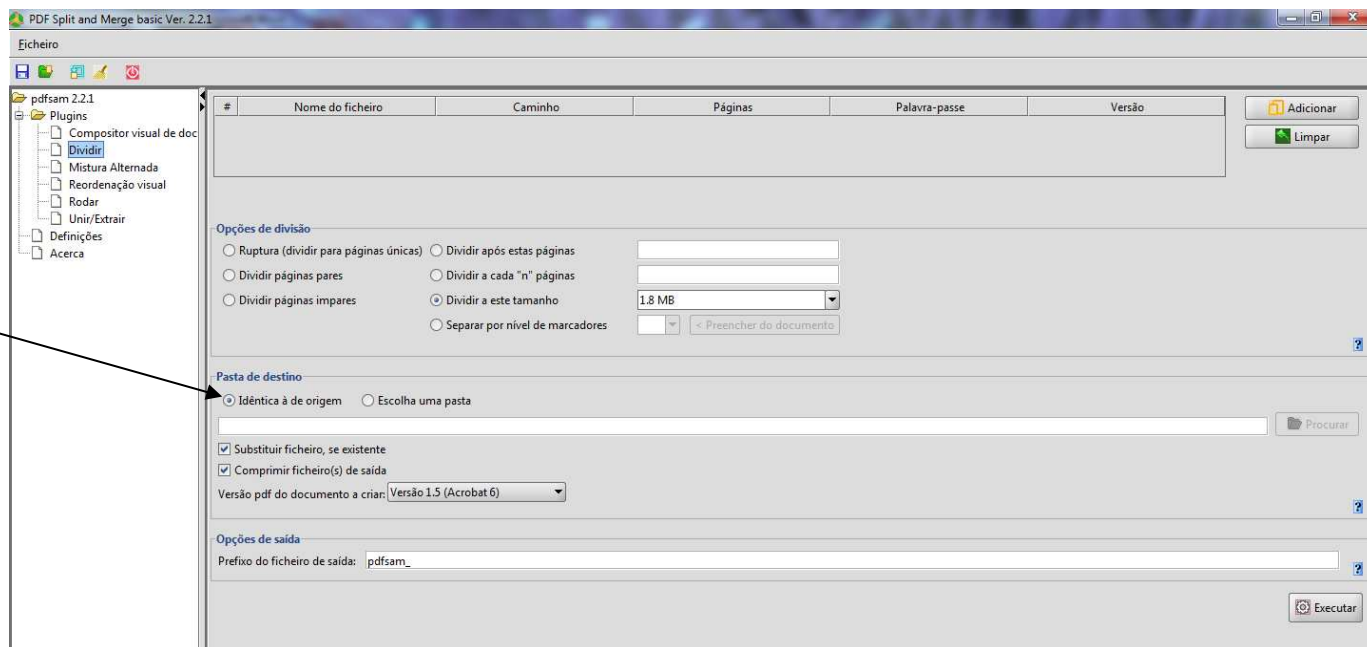 PDF Split and Merge basic Ver. 2.2.1
Ficheiro
pdfsam 2.2.1
Plugins
Compositor visual de doc
Dividir
Mistura Alternada
Reordenação visual
Rodar
Unir/Extrair
Definições
Acerca
# Nome do ficheiro Caminho Páginas Palavra-passe Versão
Adicionar
Limpar
Opções de divisão
Ruptura (dividir para páginas únicas) Dividir após estas páginas
Dividir páginas pares Dividir a cada "n" páginas
Dividir páginas impares Dividir a este tamanho 1.8 MB
Separar por nível de marcadores < Preencher do documento
?
Pasta de destino
Idêntica à de origem Escolha uma pasta
Procurar
Substituir ficheiro, se existente
Comprimir ficheiro(s) de saída
Versão pdf do documento a criar: Versão 1.5 (Acrobat 6)
?
Opções de saída
Prefixo do ficheiro de saída: pdfsam_
?
Executar